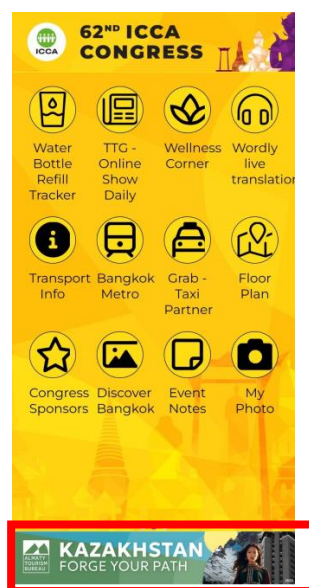 62ND ICCA
CONGRESS
ICCA
Water
Bottle
Refill
Tracker
TTG -
Online
Show
Daily
Wellness
Corner
Wordly
live
translation
Transport
Info
Bangkok
Metro
Grab -
Taxi
Partner
Floor
Plan
Congress
Sponsors
Discover
Bangkok
Event
Notes
My
Photo
ALMATY
TOURISM
BUREAU
KAZAKHSTAN
FORGE YOUR PATH